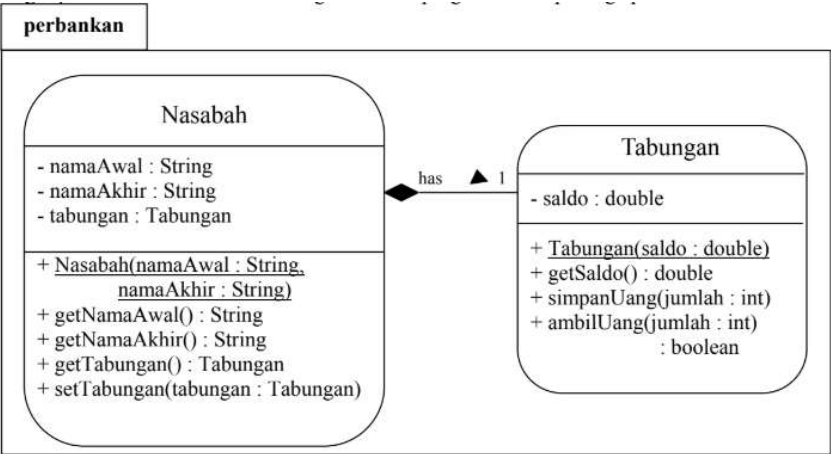 perbankan
Nasabah
- namaAwal : String
- namaAkhir : String
- tabungan : Tabungan
+ Nasabah(namaAwal : String,
namaAkhir : String)
+ getNamaAwal() : String
+ getNamaAkhir() : String
+ getTabungan() : Tabungan
+ setTabungan(tabungan : Tabungan)
has
1
Tabungan
- saldo : double
+ Tabungan(saldo : double)
+ getSaldo() : double
+ simpanUang(jumlah : int)
+ ambilUang(jumlah : int)
: boolean